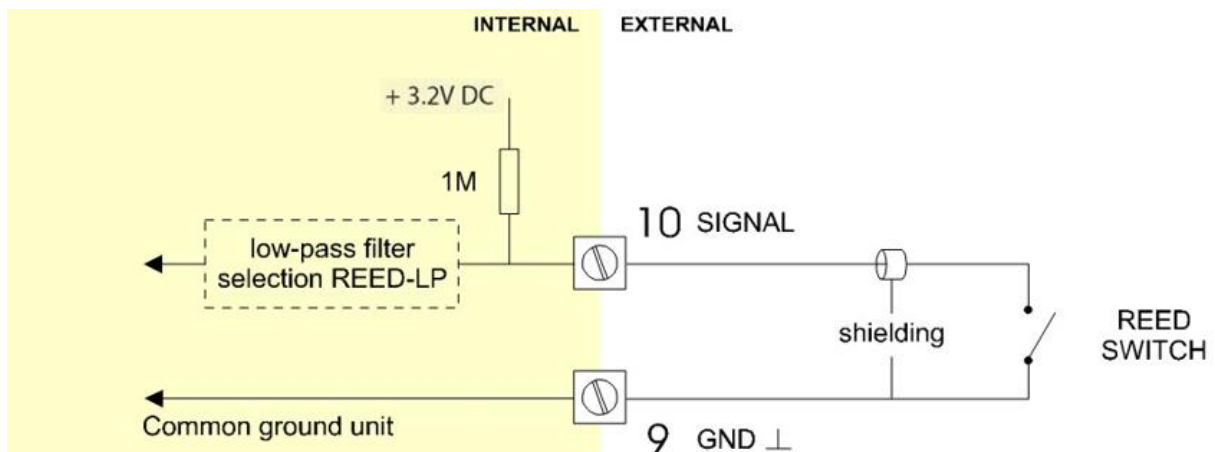 INTERNAL EXTERNAL
+ 3.2V DC
1M
10 SIGNAL
low-pass filter
selection REED-LP
shielding
REED
SWITCH
Common ground unit
9 GND ⊥